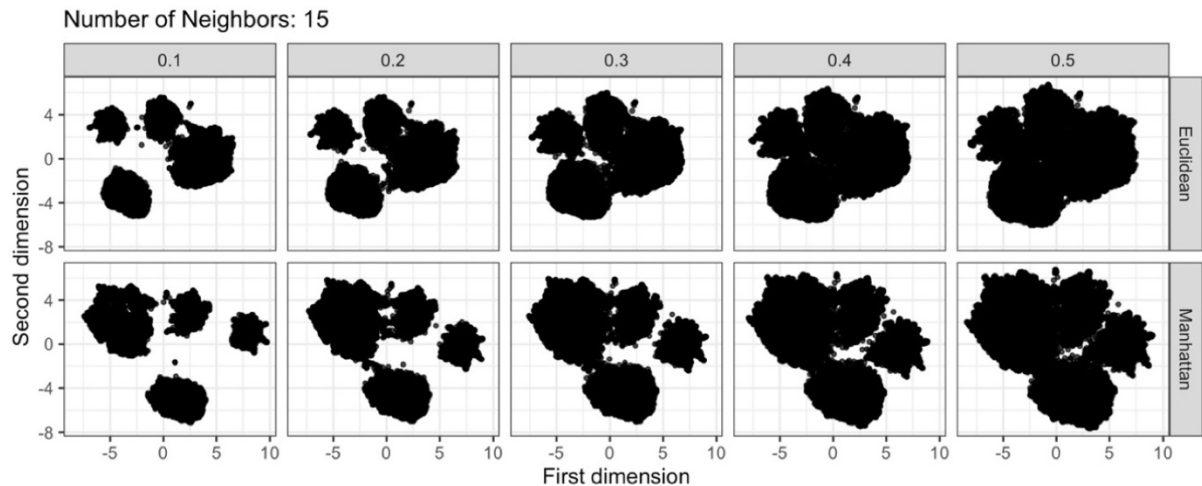 Number of Neighbors: 15
0.1 0.2 0.3 0.4 0.5
4
0
-4
-8
Euclidean
4
0
-4
-8
Manhattan
Second dimension
-5 0 5 10 -5 0 5 10 -5 0 5 10 -5 0 5 10 -5 0 5 10
First dimension